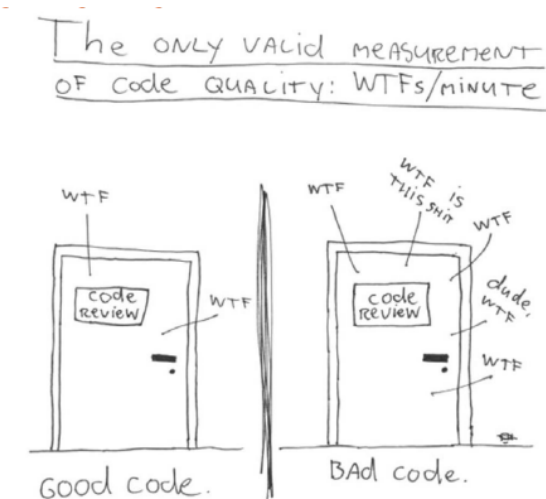 The ONLY VALid MEASUREMENT
OF Code QUALITY: WTFs/MINUTE
WTF
code
REVIEW
WTF
Good code.
WTF
WTF is
THiS SHiT
WTF
code
REVIEW
dude,
WTF
WTF
BAd code.